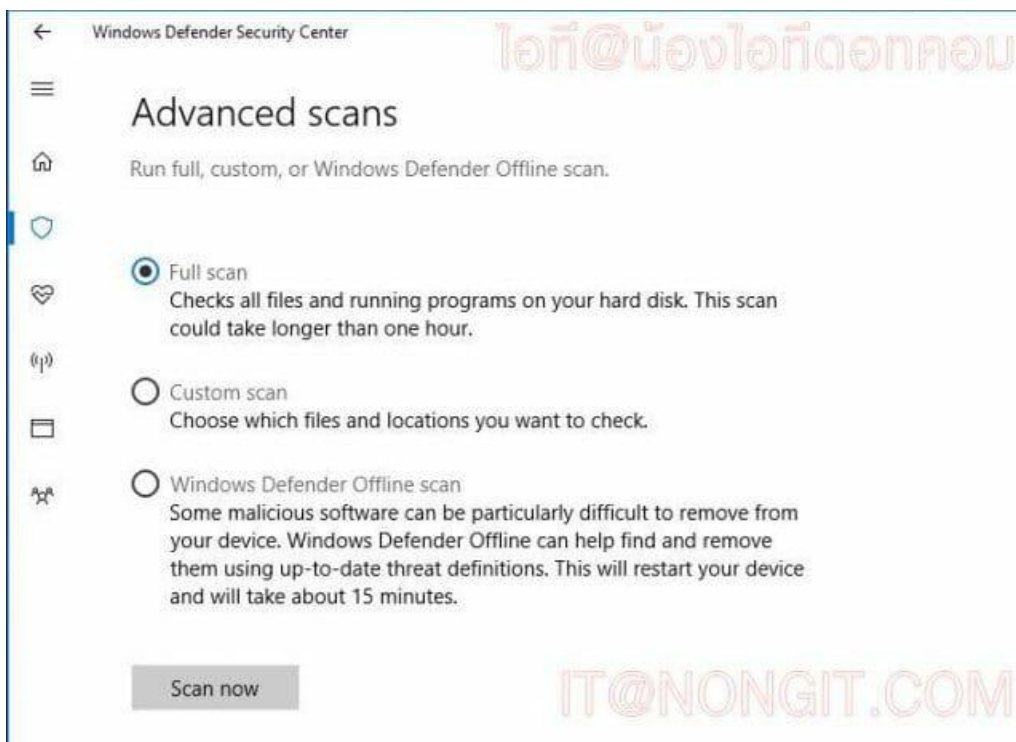 Windows Defender Security Center
ไอที@น้องไอทีดอทคอม
Advanced scans
Run full, custom, or Windows Defender Offline scan.
Full scan
Checks all files and running programs on your hard disk. This scan
could take longer than one hour.
Custom scan
Choose which files and locations you want to check.
Windows Defender Offline scan
Some malicious software can be particularly difficult to remove from
your device. Windows Defender Offline can help find and remove
them using up-to-date threat definitions. This will restart your device
and will take about 15 minutes.
Scan now
IT@NONGIT.COM